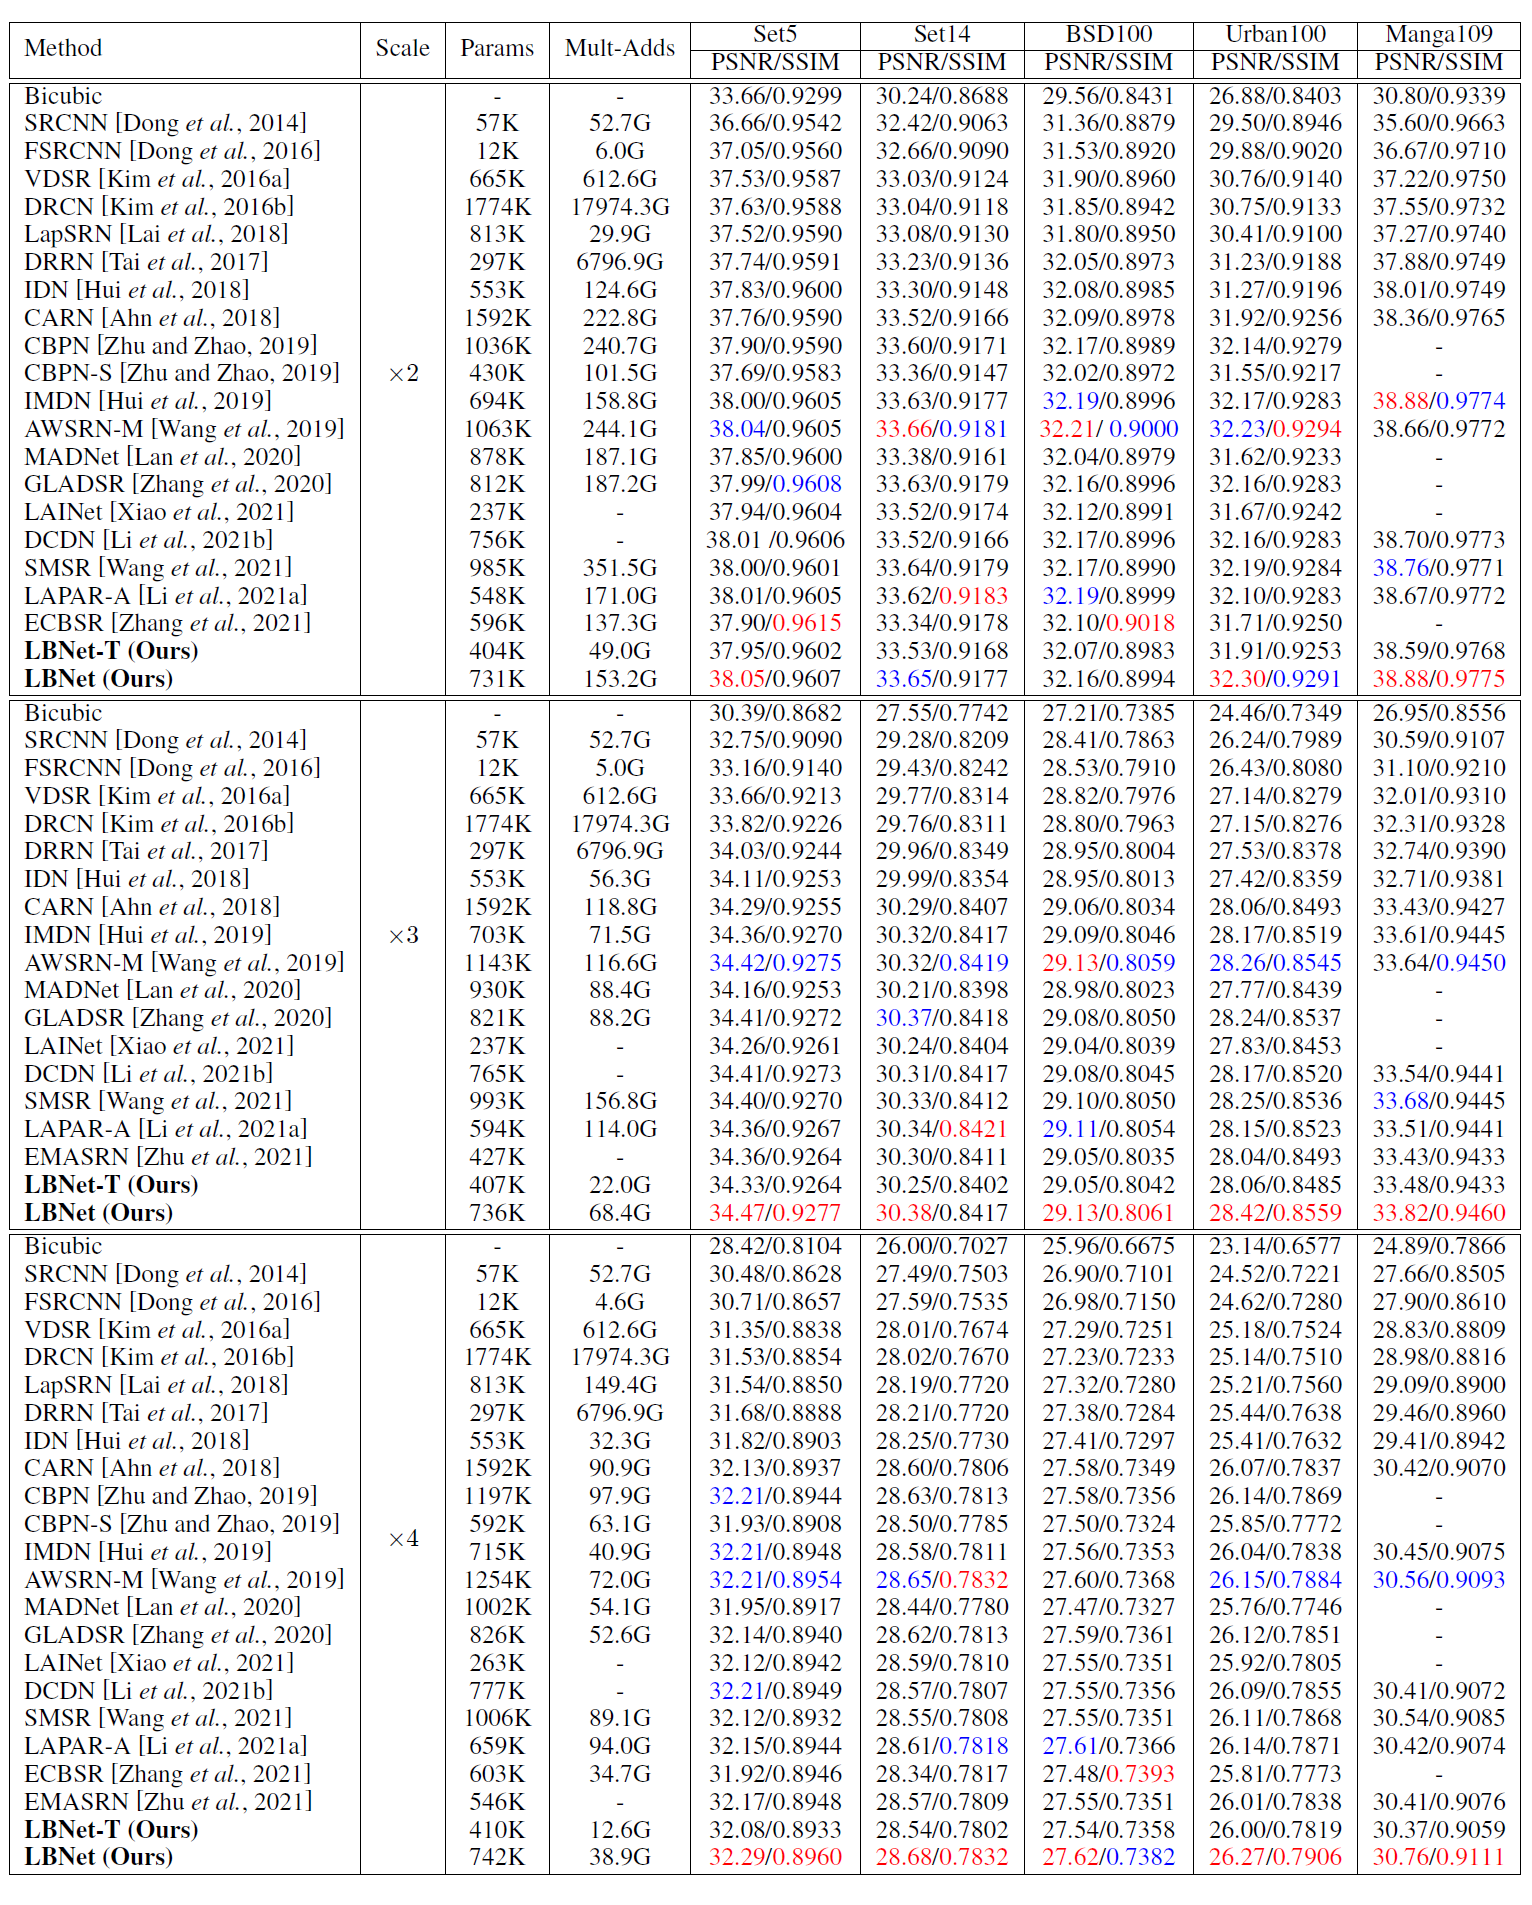 Method Scale Params Mult-Adds Set5 Set14 BSD100 Urban100 Manga109
PSNR/SSIM PSNR/SSIM PSNR/SSIM PSNR/SSIM PSNR/SSIM
Bicubic - - 33.66/0.9299 30.24/0.8688 29.56/0.8431 26.88/0.8403 30.80/0.9339
SRCNN [Dong et al., 2014] 57K 52.7G 36.66/0.9542 32.42/0.9063 31.36/0.8879 29.50/0.8946 35.60/0.9663
FSRCNN [Dong et al., 2016] 12K 6.0G 37.05/0.9560 32.66/0.9090 31.53/0.8920 29.88/0.9020 36.67/0.9710
VDSR [Kim et al., 2016a] 665K 612.6G 37.53/0.9587 33.03/0.9124 31.90/0.8960 30.76/0.9140 37.22/0.9750
DRCN [Kim et al., 2016b] 1774K 17974.3G 37.63/0.9588 33.04/0.9118 31.85/0.8942 30.75/0.9133 37.55/0.9732
LapSRN [Lai et al., 2018] 813K 29.9G 37.52/0.9590 33.08/0.9130 31.80/0.8950 30.41/0.9100 37.27/0.9740
DRRN [Tai et al., 2017] 297K 6796.9G 37.74/0.9591 33.23/0.9136 32.05/0.8973 31.23/0.9188 37.88/0.9749
IDN [Hui et al., 2018] 553K 124.6G 37.83/0.9600 33.30/0.9148 32.08/0.8985 31.27/0.9196 38.01/0.9749
CARN [Ahn et al., 2018] 1592K 222.8G 37.76/0.9590 33.52/0.9166 32.09/0.8978 31.92/0.9256 38.36/0.9765
CBPN [Zhu and Zhao, 2019] 1036K 240.7G 37.90/0.9590 33.60/0.9171 32.17/0.8989 32.14/0.9279 -
CBPN-S [Zhu and Zhao, 2019] ×2 430K 101.5G 37.69/0.9583 33.36/0.9147 32.02/0.8972 31.55/0.9217 -
IMDN [Hui et al., 2019] 694K 158.8G 38.00/0.9605 33.63/0.9177 32.19/0.8996 32.17/0.9283 38.88/0.9774
AWSRN-M [Wang et al., 2019] 1063K 244.1G 38.04/0.9605 33.66/0.9181 32.21/ 0.9000 32.23/0.9294 38.66/0.9772
MADNet [Lan et al., 2020] 878K 187.1G 37.85/0.9600 33.38/0.9161 32.04/0.8979 31.62/0.9233 -
GLADSR [Zhang et al., 2020] 812K 187.2G 37.99/0.9608 33.63/0.9179 32.16/0.8996 32.16/0.9283 -
LAINet [Xiao et al., 2021] 237K - 37.94/0.9604 33.52/0.9174 32.12/0.8991 31.67/0.9242 -
DCDN [Li et al., 2021b] 756K - 38.01 /0.9606 33.52/0.9166 32.17/0.8996 32.16/0.9283 38.70/0.9773
SMSR [Wang et al., 2021] 985K 351.5G 38.00/0.9601 33.64/0.9179 32.17/0.8990 32.19/0.9284 38.76/0.9771
LAPAR-A [Li et al., 2021a] 548K 171.0G 38.01/0.9605 33.62/0.9183 32.19/0.8999 32.10/0.9283 38.67/0.9772
ECBSR [Zhang et al., 2021] 596K 137.3G 37.90/0.9615 33.34/0.9178 32.10/0.9018 31.71/0.9250 -
LBNet-T (Ours) 404K 49.0G 37.95/0.9602 33.53/0.9168 32.07/0.8983 31.91/0.9253 38.59/0.9768
LBNet (Ours) 731K 153.2G 38.05/0.9607 33.65/0.9177 32.16/0.8994 32.30/0.9291 38.88/0.9775
Bicubic - - 30.39/0.8682 27.55/0.7742 27.21/0.7385 24.46/0.7349 26.95/0.8556
SRCNN [Dong et al., 2014] 57K 52.7G 32.75/0.9090 29.28/0.8209 28.41/0.7863 26.24/0.7989 30.59/0.9107
FSRCNN [Dong et al., 2016] 12K 5.0G 33.16/0.9140 29.43/0.8242 28.53/0.7910 26.43/0.8080 31.10/0.9210
VDSR [Kim et al., 2016a] 665K 612.6G 33.66/0.9213 29.77/0.8314 28.82/0.7976 27.14/0.8279 32.01/0.9310
DRCN [Kim et al., 2016b] 1774K 17974.3G 33.82/0.9226 29.76/0.8311 28.80/0.7963 27.15/0.8276 32.31/0.9328
DRRN [Tai et al., 2017] 297K 6796.9G 34.03/0.9244 29.96/0.8349 28.95/0.8004 27.53/0.8378 32.74/0.9390
IDN [Hui et al., 2018] 553K 56.3G 34.11/0.9253 29.99/0.8354 28.95/0.8013 27.42/0.8359 32.71/0.9381
CARN [Ahn et al., 2018] 1592K 118.8G 34.29/0.9255 30.29/0.8407 29.06/0.8034 28.06/0.8493 33.43/0.9427
IMDN [Hui et al., 2019] ×3 703K 71.5G 34.36/0.9270 30.32/0.8417 29.09/0.8046 28.17/0.8519 33.61/0.9445
AWSRN-M [Wang et al., 2019] 1143K 116.6G 34.42/0.9275 30.32/0.8419 29.13/0.8059 28.26/0.8545 33.64/0.9450
MADNet [Lan et al., 2020] 930K 88.4G 34.16/0.9253 30.21/0.8398 28.98/0.8023 27.77/0.8439 -
GLADSR [Zhang et al., 2020] 821K 88.2G 34.41/0.9272 30.37/0.8418 29.08/0.8050 28.24/0.8537 -
LAINet [Xiao et al., 2021] 237K - 34.26/0.9261 30.24/0.8404 29.04/0.8039 27.83/0.8453 -
DCDN [Li et al., 2021b] 765K - 34.41/0.9273 30.31/0.8417 29.08/0.8045 28.17/0.8520 33.54/0.9441
SMSR [Wang et al., 2021] 993K 156.8G 34.40/0.9270 30.33/0.8412 29.10/0.8050 28.25/0.8536 33.68/0.9445
LAPAR-A [Li et al., 2021a] 594K 114.0G 34.36/0.9267 30.34/0.8421 29.11/0.8054 28.15/0.8523 33.51/0.9441
EMASRN [Zhu et al., 2021] 427K - 34.36/0.9264 30.30/0.8411 29.05/0.8035 28.04/0.8493 33.43/0.9433
LBNet-T (Ours) 407K 22.0G 34.33/0.9264 30.25/0.8402 29.05/0.8042 28.06/0.8485 33.48/0.9433
LBNet (Ours) 736K 68.4G 34.47/0.9277 30.38/0.8417 29.13/0.8061 28.42/0.8559 33.82/0.9460
Bicubic - - 28.42/0.8104 26.00/0.7027 25.96/0.6675 23.14/0.6577 24.89/0.7866
SRCNN [Dong et al., 2014] 57K 52.7G 30.48/0.8628 27.49/0.7503 26.90/0.7101 24.52/0.7221 27.66/0.8505
FSRCNN [Dong et al., 2016] 12K 4.6G 30.71/0.8657 27.59/0.7535 26.98/0.7150 24.62/0.7280 27.90/0.8610
VDSR [Kim et al., 2016a] 665K 612.6G 31.35/0.8838 28.01/0.7674 27.29/0.7251 25.18/0.7524 28.83/0.8809
DRCN [Kim et al., 2016b] 1774K 17974.3G 31.53/0.8854 28.02/0.7670 27.23/0.7233 25.14/0.7510 28.98/0.8816
LapSRN [Lai et al., 2018] 813K 149.4G 31.54/0.8850 28.19/0.7720 27.32/0.7280 25.21/0.7560 29.09/0.8900
DRRN [Tai et al., 2017] 297K 6796.9G 31.68/0.8888 28.21/0.7720 27.38/0.7284 25.44/0.7638 29.46/0.8960
IDN [Hui et al., 2018] 553K 32.3G 31.82/0.8903 28.25/0.7730 27.41/0.7297 25.41/0.7632 29.41/0.8942
CARN [Ahn et al., 2018] 1592K 90.9G 32.13/0.8937 28.60/0.7806 27.58/0.7349 26.07/0.7837 30.42/0.9070
CBPN [Zhu and Zhao, 2019] 1197K 97.9G 32.21/0.8944 28.63/0.7813 27.58/0.7356 26.14/0.7869 -
CBPN-S [Zhu and Zhao, 2019] ×4 592K 63.1G 31.93/0.8908 28.50/0.7785 27.50/0.7324 25.85/0.7772 -
IMDN [Hui et al., 2019] 715K 40.9G 32.21/0.8948 28.58/0.7811 27.56/0.7353 26.04/0.7838 30.45/0.9075
AWSRN-M [Wang et al., 2019] 1254K 72.0G 32.21/0.8954 28.65/0.7832 27.60/0.7368 26.15/0.7884 30.56/0.9093
MADNet [Lan et al., 2020] 1002K 54.1G 31.95/0.8917 28.44/0.7780 27.47/0.7327 25.76/0.7746 -
GLADSR [Zhang et al., 2020] 826K 52.6G 32.14/0.8940 28.62/0.7813 27.59/0.7361 26.12/0.7851 -
LAINet [Xiao et al., 2021] 263K - 32.12/0.8942 28.59/0.7810 27.55/0.7351 25.92/0.7805 -
DCDN [Li et al., 2021b] 777K - 32.21/0.8949 28.57/0.7807 27.55/0.7356 26.09/0.7855 30.41/0.9072
SMSR [Wang et al., 2021] 1006K 89.1G 32.12/0.8932 28.55/0.7808 27.55/0.7351 26.11/0.7868 30.54/0.9085
LAPAR-A [Li et al., 2021a] 659K 94.0G 32.15/0.8944 28.61/0.7818 27.61/0.7366 26.14/0.7871 30.42/0.9074
ECBSR [Zhang et al., 2021] 603K 34.7G 31.92/0.8946 28.34/0.7817 27.48/0.7393 25.81/0.7773 -
EMASRN [Zhu et al., 2021] 546K - 32.17/0.8948 28.57/0.7809 27.55/0.7351 26.01/0.7838 30.41/0.9076
LBNet-T (Ours) 410K 12.6G 32.08/0.8933 28.54/0.7802 27.54/0.7358 26.00/0.7819 30.37/0.9059
LBNet (Ours) 742K 38.9G 32.29/0.8960 28.68/0.7832 27.62/0.7382 26.27/0.7906 30.76/0.9111